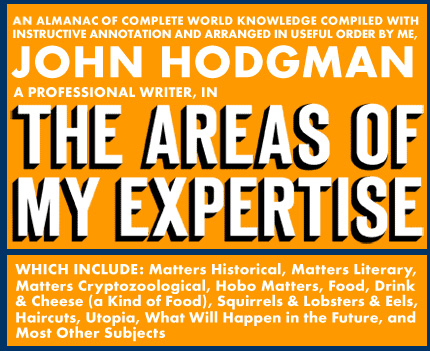 AN ALMANAC OF COMPLETE WORLD KNOWLEDGE COMPILED WITH
INSTRUCTIVE ANNOTATION AND ARRANGED IN USEFUL ORDER BY ME,
JOHN HODGMAN
A PROFESSIONAL WRITER, IN
THE AREAS OF
MY EXPERTISE
WHICH INCLUDE: Matters Historical, Matters Literary,
Matters Cryptozoological, Hobo Matters, Food, Drink
& Cheese (a Kind of Food), Squirrels & Lobsters & Eels,
Haircuts, Utopia, What Will Happen in the Future, and
Most Other Subjects